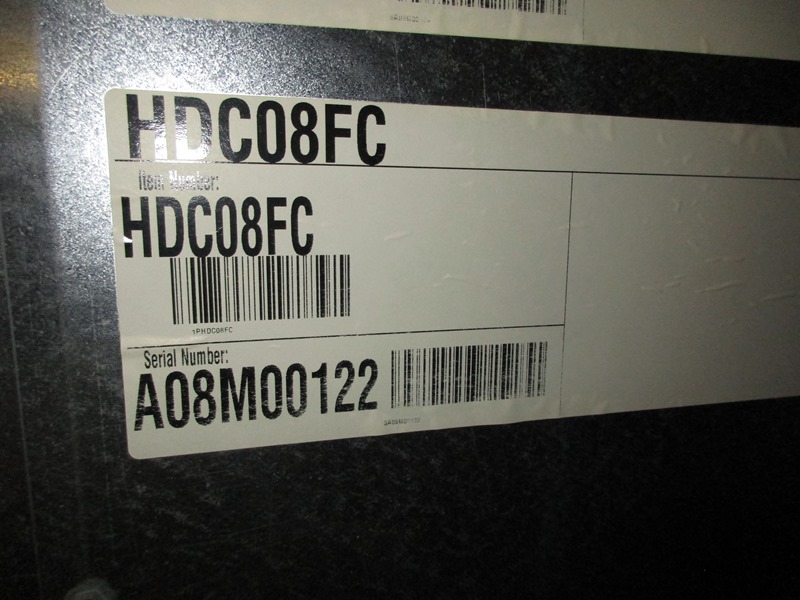 HDC08FC
Item Number:
HDC08FC
1PHDC08FC
Serial Number:
A08M00122